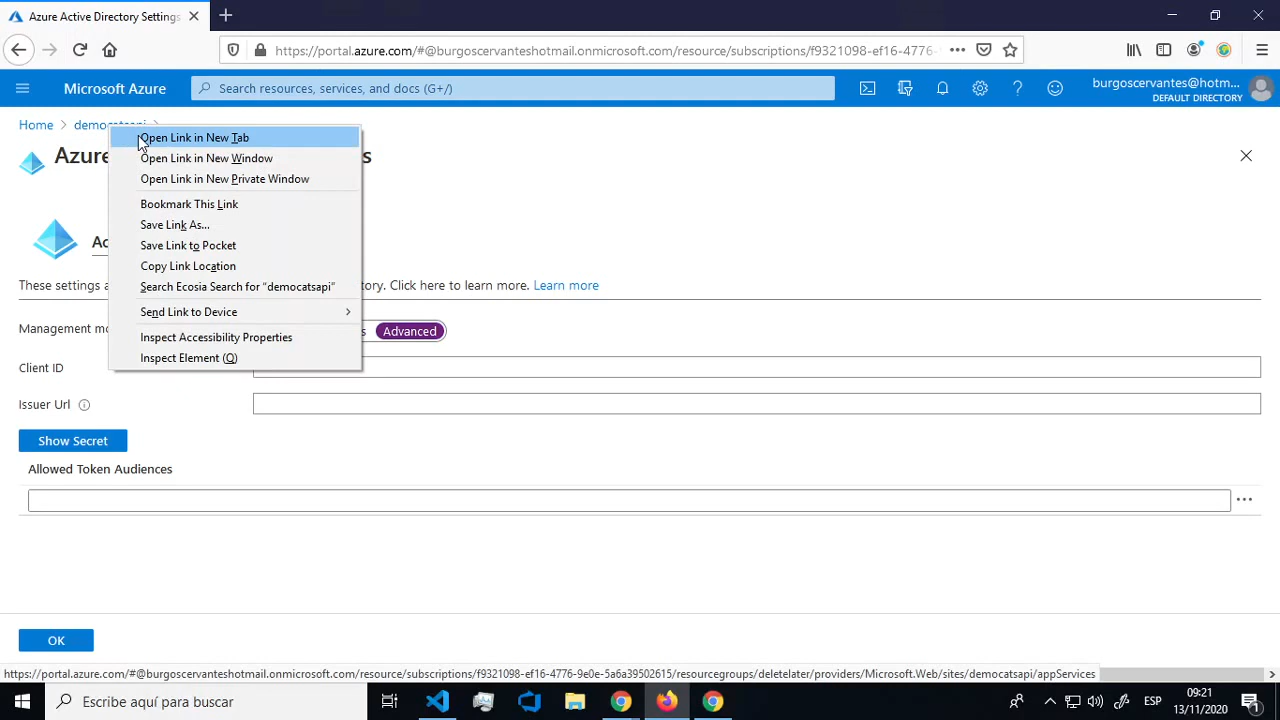 Azure Active Directory Settings
https://portal.azure.com/#@burgoscervanteshotmail.onmicrosoft.com/resource/subscriptions/f9321098-ef16-4776-
Microsoft Azure
Search resources, services, and docs (G+/)
burgoscervantes@hotm...
DEFAULT DIRECTORY
Home > democatsapi >
Azure s
Open Link in New Tab
Open Link in New Window
Open Link in New Private Window
Bookmark This Link
Save Link As...
Save Link to Pocket
Copy Link Location
Search Ecosia Search for "democatsapi"
Send Link to Device
Inspect Accessibility Properties
Inspect Element (Q)
Ac
These settings a tory. Click here to learn more. Learn more
Management mo s Advanced
Client ID
Issuer Url
Show Secret
Allowed Token Audiences
OK
https://portal.azure.com/#@burgoscervanteshotmail.onmicrosoft.com/resource/subscriptions/f9321098-ef16-4776-9e0e-5a6a39502615/resourcegroups/deletelater/providers/Microsoft.Web/sites/democatsapi/appServices
Escribe aquí para buscar
ESP
09:21
13/11/2020
1